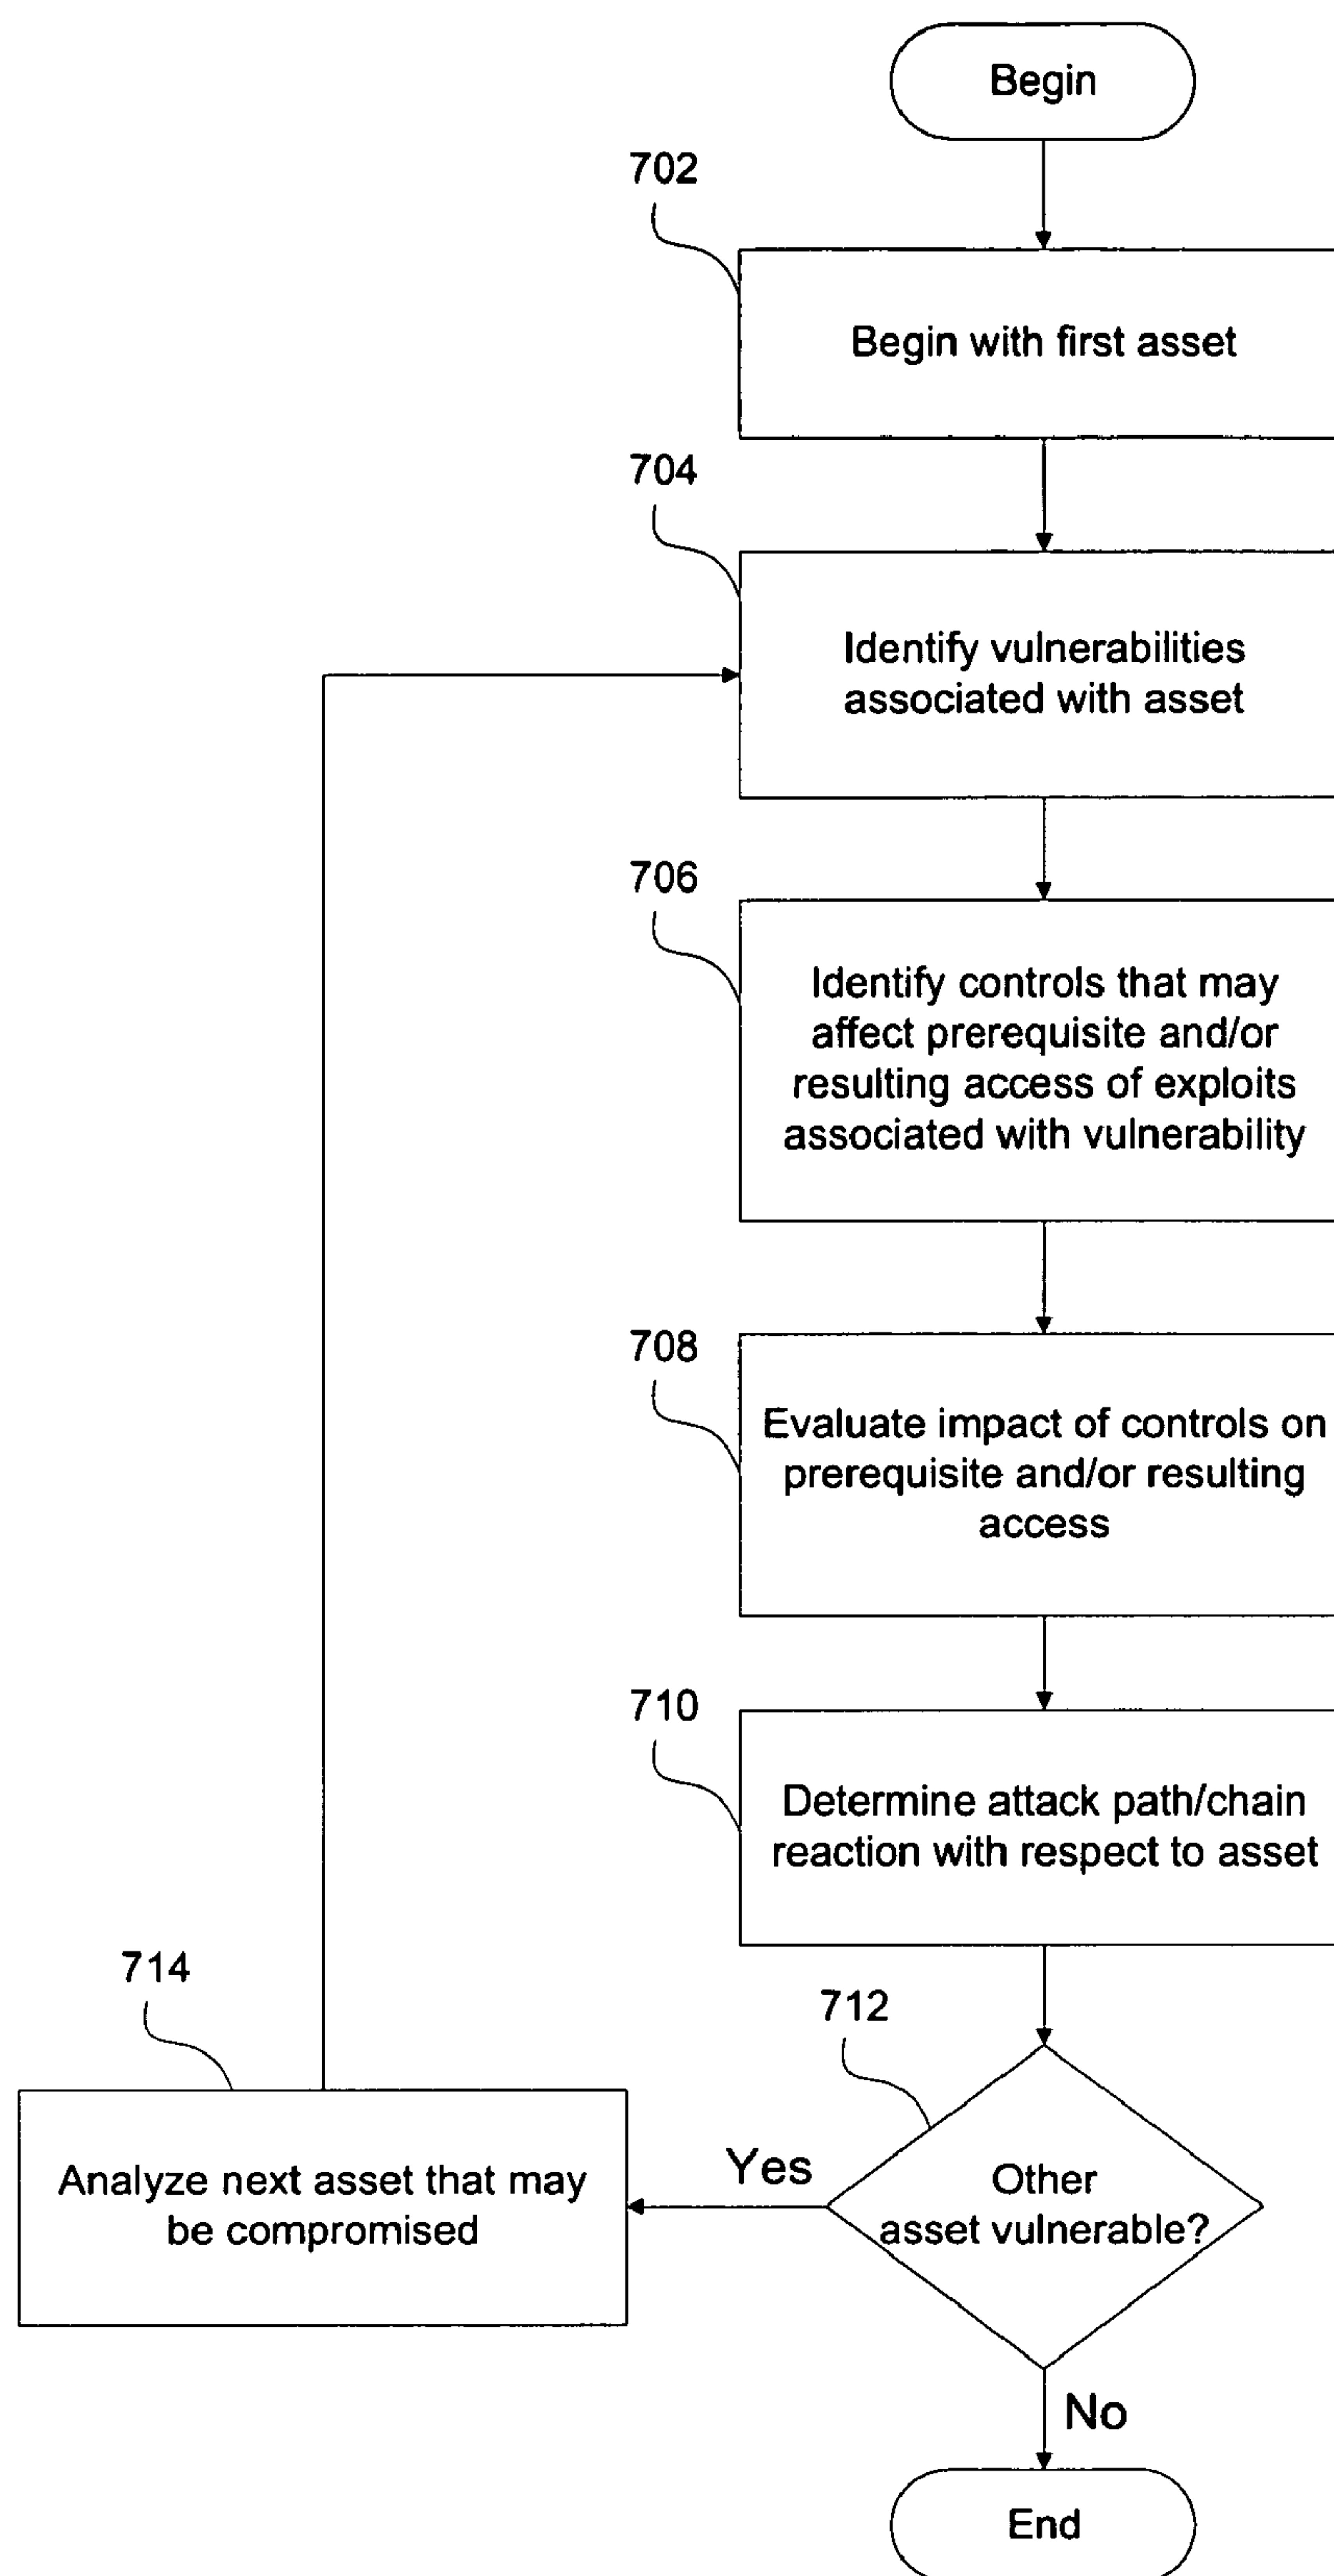 Begin
702
Begin with first asset
704
Identify vulnerabilities
associated with asset
706
Identify controls that may
affect prerequisite and/or
resulting access of exploits
associated with vulnerability
708
Evaluate impact of controls on
prerequisite and/or resulting
access
710
Determine attack path/chain
reaction with respect to asset
714
712
Analyze next asset that may
be compromised
Yes
Other
asset vulnerable?
No
End